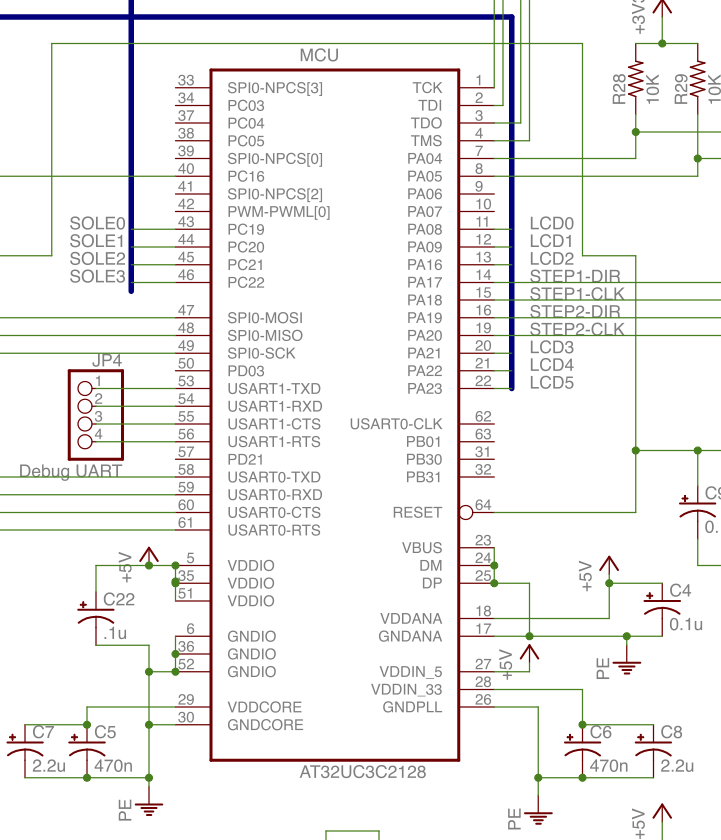 MCU
+3V3
R28
10K
R29
10K
33 SPI0-NPCS[3] TCK 1
34 PC03 TDI 2
37 PC04 TDO 3
38 PC05 TMS 4
39 SPI0-NPCS[0] PA04 7
40 PC16 PA05 8
41 SPI0-NPCS[2] PA06 9
42 PWM-PWML[0] PA07 10
SOLE0 43 PC19 PA08 11 LCD0
SOLE1 44 PC20 PA09 12 LCD1
SOLE2 45 PC21 PA16 13 LCD2
SOLE3 46 PC22 PA17 14 STEP1-DIR
PA18 15 STEP1-CLK
47 SPI0-MOSI PA19 16 STEP2-DIR
48 SPI0-MISO PA20 19 STEP2-CLK
49 SPI0-SCK PA21 20 LCD3
JP4 50 PD03 PA22 21 LCD4
1 53 USART1-TXD PA23 22 LCD5
2 54 USART1-RXD
3 55 USART1-CTS USART0-CLK 62
4 56 USART1-RTS PB01 63
57 PD21 PB30 31
Debug UART
58 USART0-TXD PB31 32
59 USART0-RXD
60 USART0-CTS RESET 64
61 USART0-RTS
VBUS 23
+5V 5 VDDIO DM 24 +5V
35 VDDIO DP 25
C22 51 VDDIO C4
.1u VDDANA 18 0.1u
6 GNDIO GNDANA 17
36 GNDIO +5V PE
52 GNDIO VDDIN_5 27
VDDIN_33 28
29 VDDCORE GNDPLL 26
30 GNDCORE
C7 C5 C6 C8
2.2u 470n 470n 2.2u
AT32UC3C2128
PE PE +5V